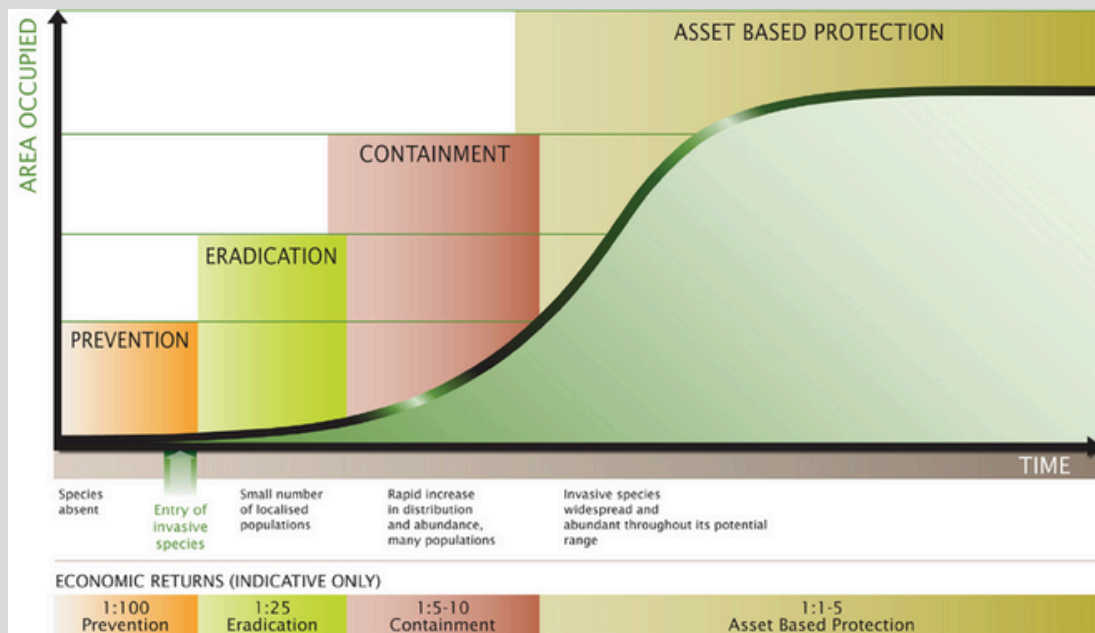 AREA OCCUPIED
ASSET BASED PROTECTION
CONTAINMENT
ERADICATION
PREVENTION
TIME
Species
absent
Entry of
invasive
species
Small number
of localised
populations
Rapid increase
in distribution
and abundance,
many populations
Invasive species
widespread and
abundant throughout its potential
range
ECONOMIC RETURNS (INDICATIVE ONLY)
1:100
Prevention
1:25
Eradication
1:5-10
Containment
1:1-5
Asset Based Protection